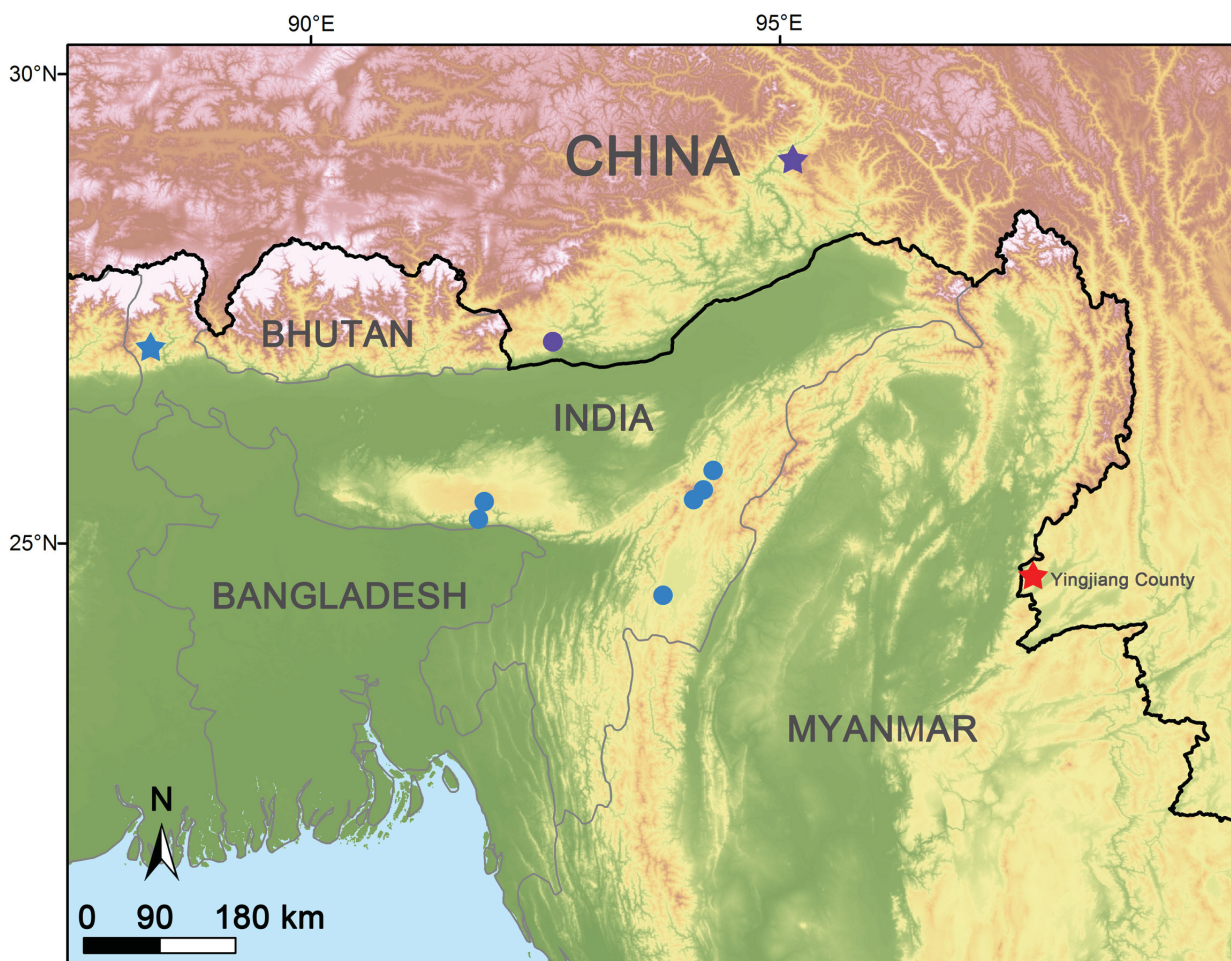 90°E
95°E
30°N
CHINA
BHUTAN
INDIA
25°N
Yingjiang County
BANGLADESH
MYANMAR
N
0 90 180 km